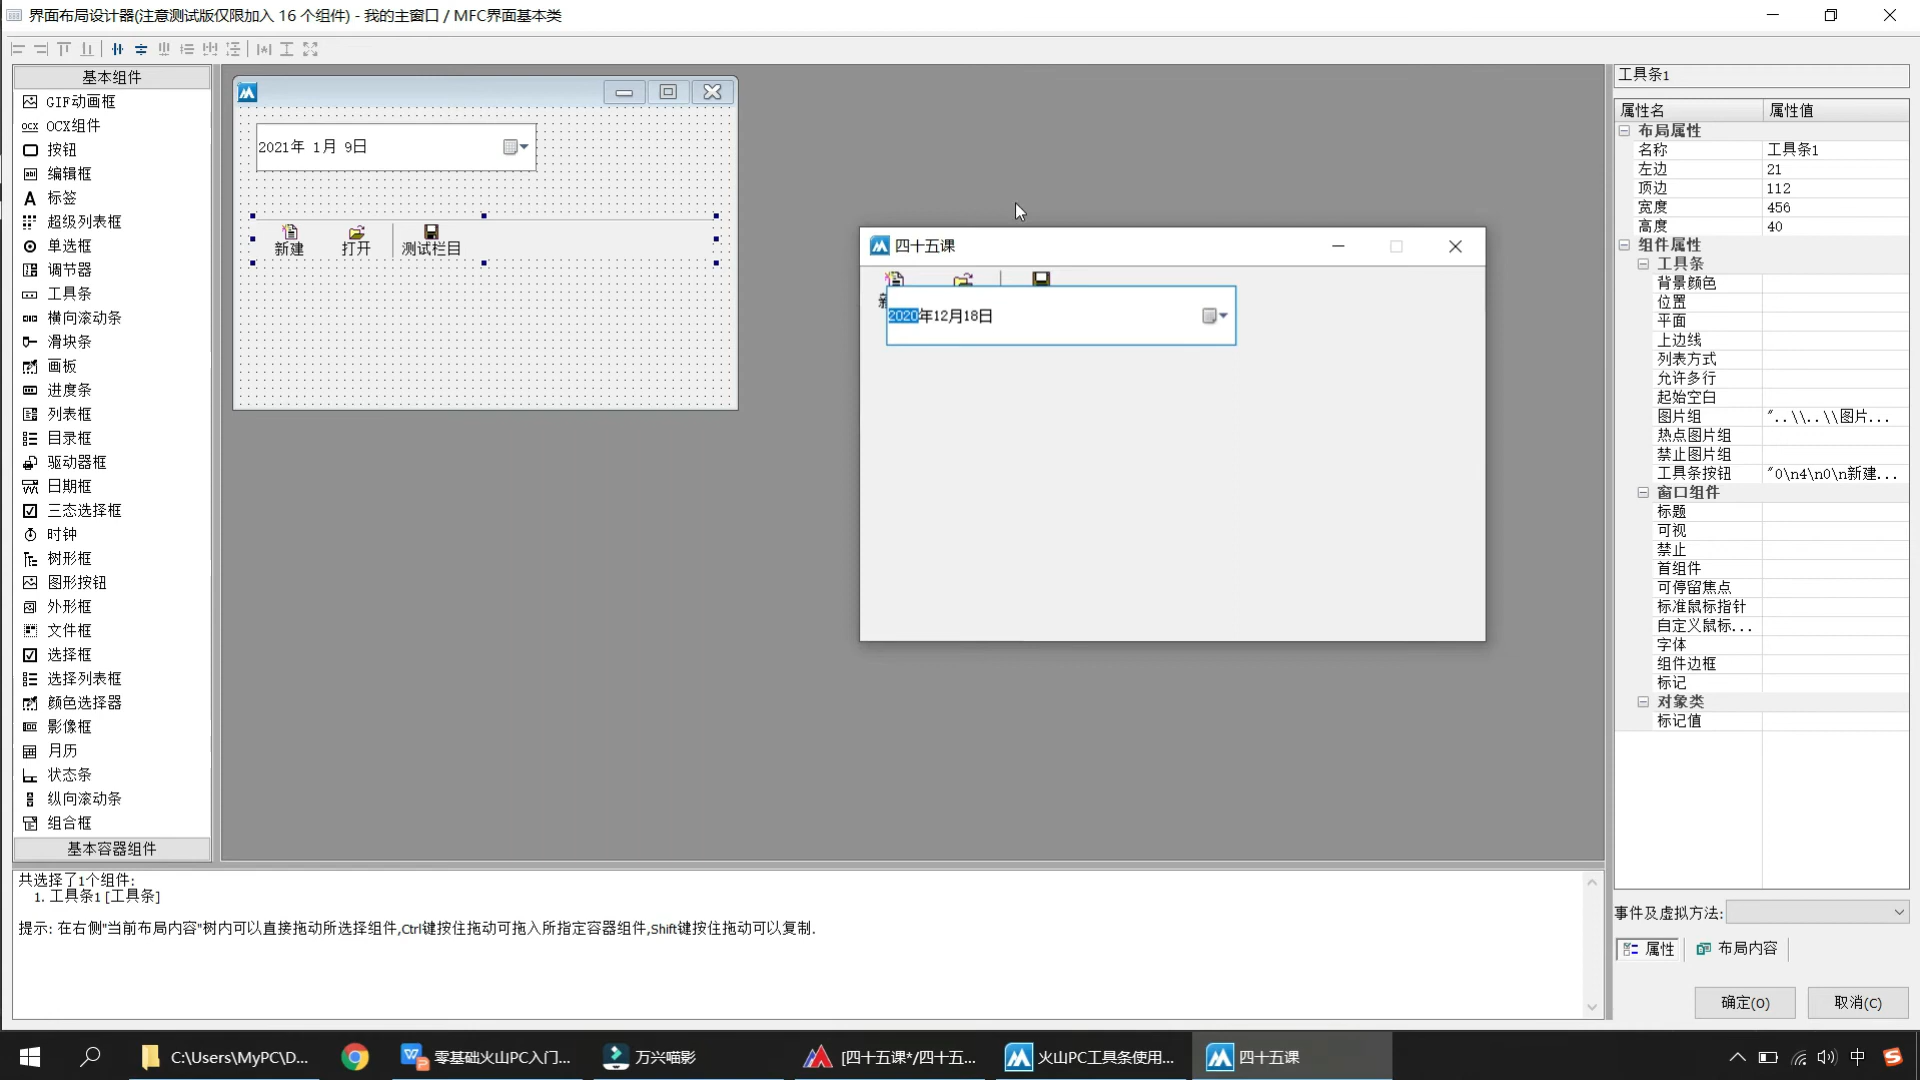 界面布局设计器(注意测试版仅限加入 16 个组件) - 我的主窗口 / MFC界面基本类
基本组件
GIF动画框
OCX组件
按钮
编辑框
标签
超级列表框
单选框
调节器
工具条
横向滚动条
滑块条
画板
进度条
列表框
目录框
驱动器框
日期框
三态选择框
时钟
树形框
图形按钮
外形框
文件框
选择框
选择列表框
颜色选择器
影像框
月历
状态条
纵向滚动条
组合框
基本容器组件
2021年 1月 9日
新建
打开
测试栏目
四十五课
2020年12月18日
工具条1
属性名 属性值
布局属性
名称 工具条1
左边 21
顶边 112
宽度 456
高度 40
组件属性
工具条
背景颜色
位置
平面
上边线
列表方式
允许多行
起始空白
图片组 "..\\..\\图片...
热点图片组
禁止图片组
工具条按钮 "0\n4\n0\n新建...
窗口组件
标题
可视
禁止
首组件
可停留焦点
标准鼠标指针
自定义鼠标...
字体
组件边框
标记
对象类
标记值
事件及虚拟方法:
属性
布局内容
确定(O)
取消(C)
共选择了1个组件:
1. 工具条1 [工具条]
提示: 在右侧"当前布局内容"树内可以直接拖动所选择组件,Ctrl键按住拖动可拖入所指定容器组件,Shift键按住拖动可以复制.
C:\Users\MyPC\D...
零基础火山PC入门...
万兴喵影
[四十五课*/四十五...
火山PC工具条使用...
四十五课
中